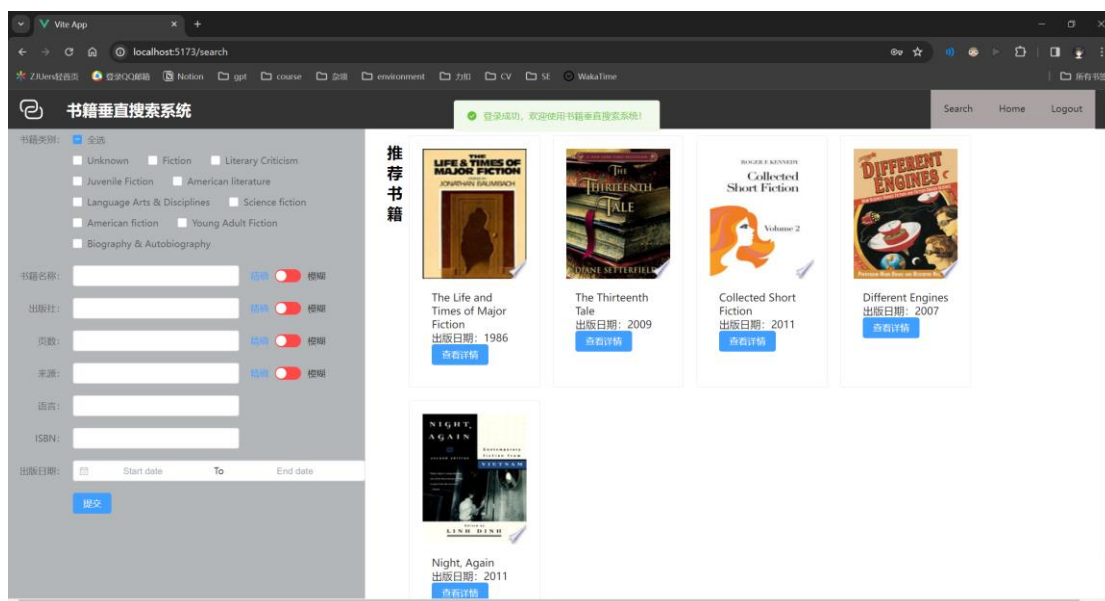 Vite App
localhost:5173/search
ZJUers轻首页 登录QQ邮箱 Notion gpt course 杂项 environment 力扣 CV SE WakaTime 所有书签
书籍垂直搜索系统
登录成功，欢迎使用书籍垂直搜索系统！
Search Home Logout
书籍类别： 全选
Unknown Fiction Literary Criticism
Juvenile Fiction American literature
Language Arts & Disciplines Science fiction
American fiction Young Adult Fiction
Biography & Autobiography
书籍名称： 精确 模糊
出版社： 精确 模糊
页数： 精确 模糊
来源： 精确 模糊
语言：
ISBN：
出版日期： Start date To End date
提交
推荐书籍
THE
LIFE & TIMES OF
MAJOR FICTION
JONATHAN BAUMBACH
The Life and
Times of Major
Fiction
出版日期：1986
查看详情
THE
THIRTEENTH
TALE
DIANE SETTERFIELD
The Thirteenth
Tale
出版日期：2009
查看详情
ROGER F. KENNEDY
Collected
Short Fiction
Volume 2
Collected Short
Fiction
出版日期：2011
查看详情
DIFFERENT
ENGINES
Different Engines
出版日期：2007
查看详情
NIGHT,
AGAIN
Contemporary
Fiction from
VIETNAM
Edited by
LINH DINH
Night, Again
出版日期：2011
查看详情